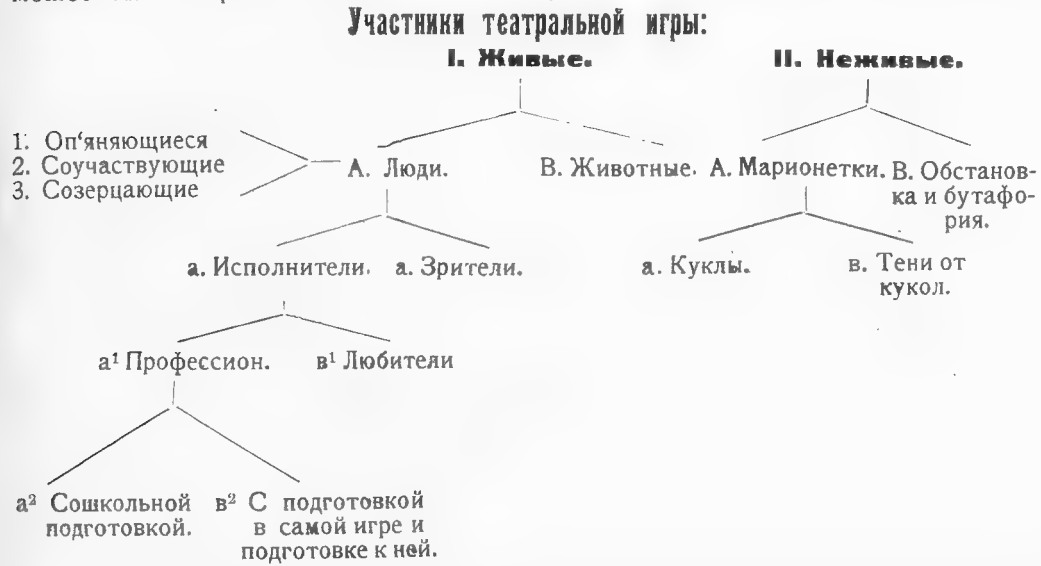 Участники театральной игры:
I. Живые.
II. Неживые.
1. Оп'яняющиеся
2. Соучаствующие
3. Созерцающие
А. Люди.
В. Животные.
А. Марионетки.
В. Обстанов-
ка и бутафо-
рия.
а. Исполнители.
а. Зрители.
а. Куклы.
в. Тени от
кукол.
а¹ Профессион.
в¹ Любители
а² Сошкольной
подготовкой.
в² С подготовкой
в самой игре и
подготовке к ней.